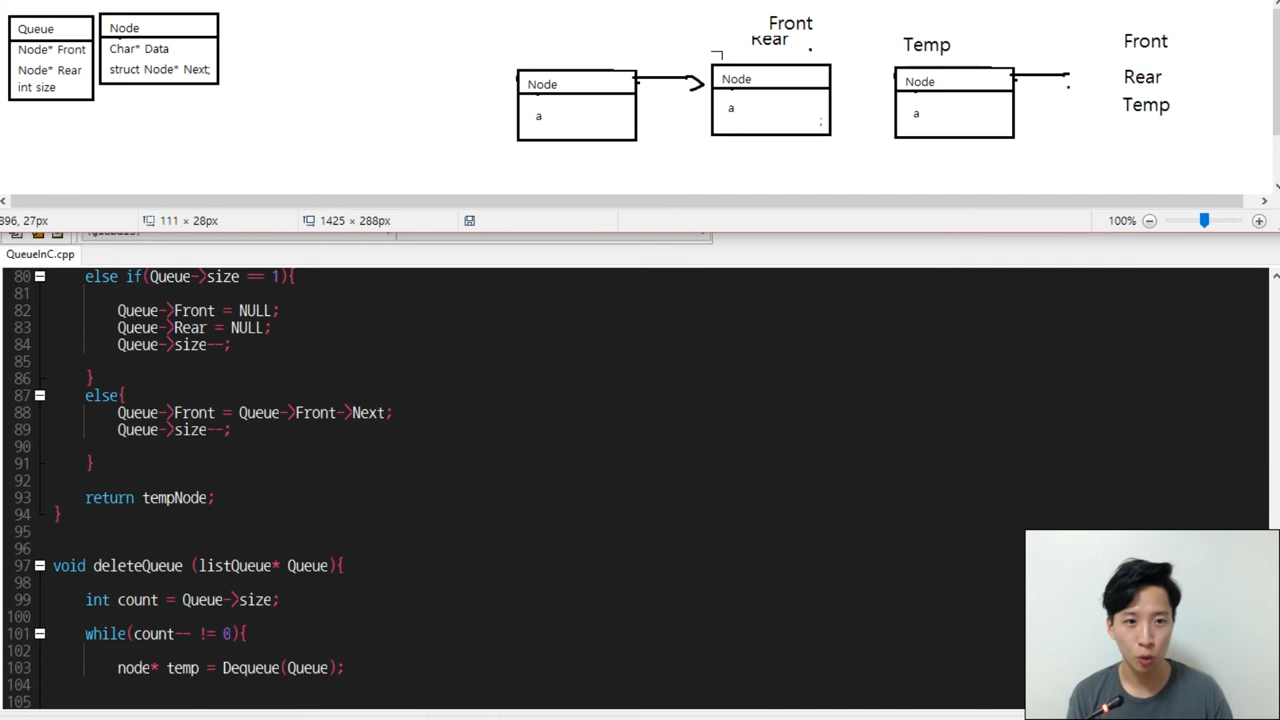 Queue
Node* Front
Node* Rear
int size
Node
Char* Data
struct Node* Next;
Node
a
Front
Rear
Node
a
;
Temp
Node
a
Front
Rear
Temp
896, 27px
111 × 28px
1425 × 288px
100%
QueueInC.cpp
80 else if(Queue->size == 1){
81
82 Queue->Front = NULL;
83 Queue->Rear = NULL;
84 Queue->size--;
85
86 }
87 else{
88 Queue->Front = Queue->Front->Next;
89 Queue->size--;
90
91 }
92
93 return tempNode;
94 }
95
96
97 void deleteQueue (listQueue* Queue){
98
99 int count = Queue->size;
100
101 while(count-- != 0){
102
103 node* temp = Dequeue(Queue);
104
105